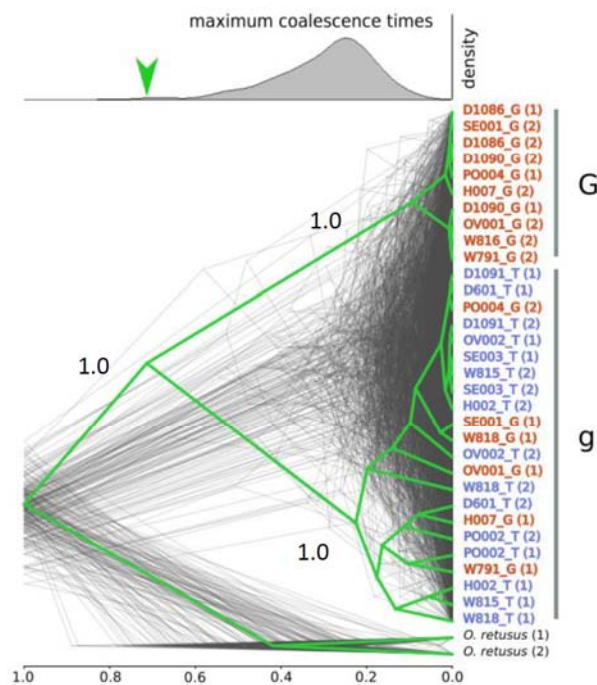 maximum coalescence times
density
D1086_G (1)
SE001_G (2)
D1086_G (2)
D1090_G (2)
PO004_G (1)
H007_G (2)
D1090_G (1)
OV001_G (2)
W816_G (2)
W791_G (2)
G
D1091_T (1)
D601_T (1)
PO004_G (2)
D1091_T (2)
OV002_T (1)
SE003_T (1)
W815_T (2)
SE003_T (2)
H002_T (2)
SE001_G (1)
W818_G (1)
OV002_T (2)
OV001_G (1)
W818_T (2)
D601_T (2)
H007_G (1)
PO002_T (2)
PO002_T (1)
W791_G (1)
H002_T (1)
W815_T (1)
W818_T (1)
g
O. retusus (1)
O. retusus (2)
1.0
1.0
1.0
1.0 0.8 0.6 0.4 0.2 0.0